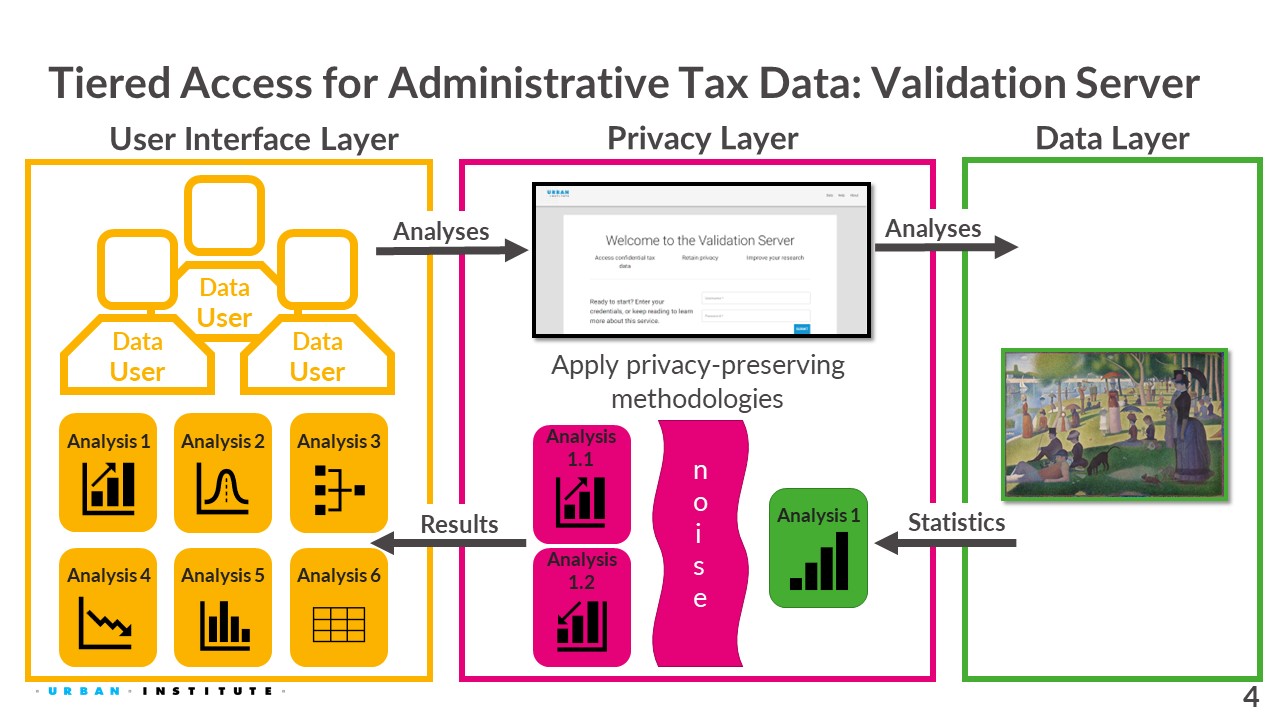 Tiered Access for Administrative Tax Data: Validation Server
User Interface Layer
Privacy Layer
Data Layer
Data
User
Data
User
Data
User
Analyses
URBAN
INSTITUTE
Welcome to the Validation Server
Access confidential tax
data
Retain privacy
Improve your research
Ready to start? Enter your
credentials, or keep reading to learn
more about this service.
Analyses
Apply privacy-preserving
methodologies
Analysis 1
Analysis 2
Analysis 3
Analysis 4
Analysis 5
Analysis 6
Results
Analysis
1.1
Analysis
1.2
n
o
i
s
e
Analysis 1
Statistics
URBAN INSTITUTE
4